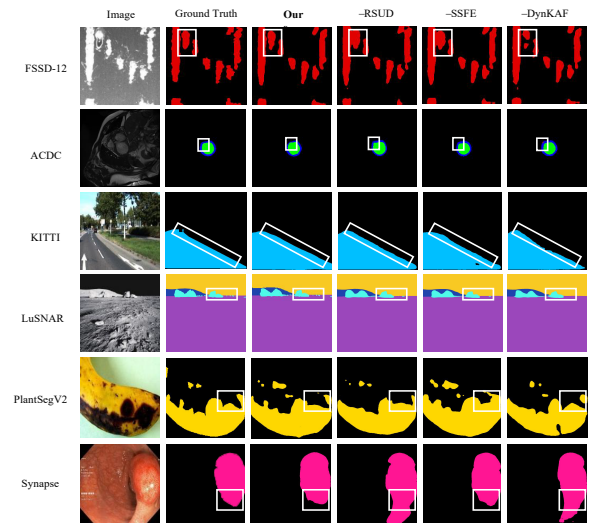 Image Ground Truth Our –RSUD –SSFE –DynKAF
FSSD-12
ACDC
KITTI
LuSNAR
PlantSegV2
Synapse